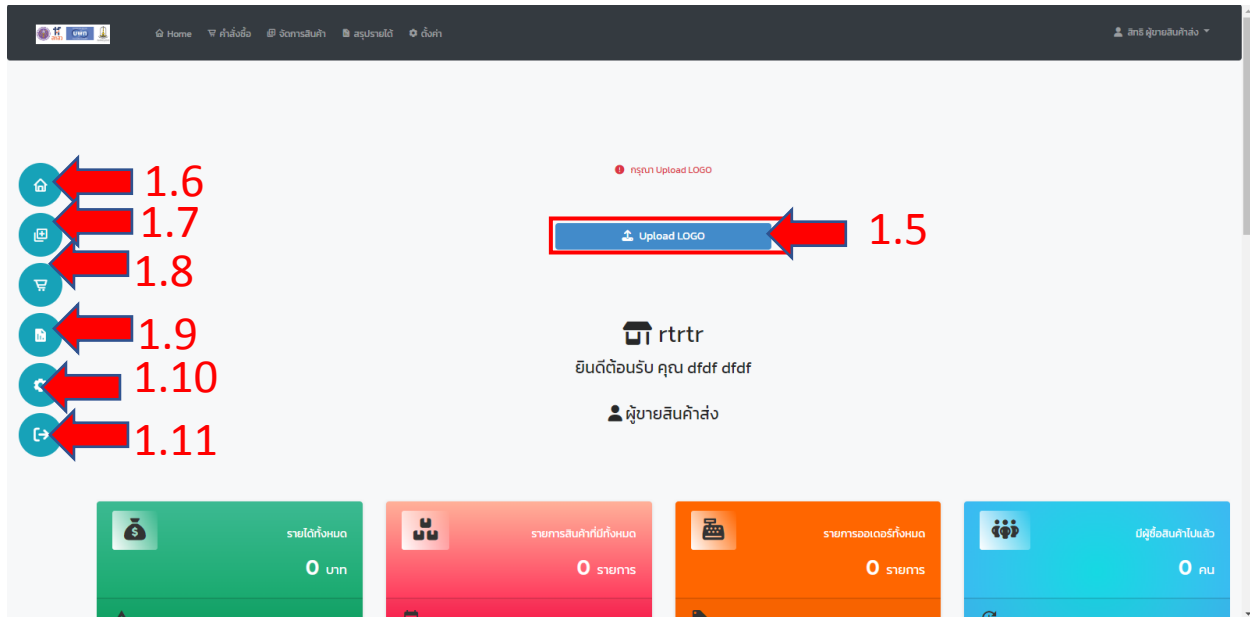 Home คำสั่งซื้อ จัดการสินค้า สรุปรายได้ ตั้งค่า สิทธิ ผู้ขายสินค้าส่ง
กรุณา Upload LOGO
Upload LOGO
1.5
1.6
1.7
1.8
1.9
1.10
1.11
rtrtr
ยินดีต้อนรับ คุณ dfdf dfdf
ผู้ขายสินค้าส่ง
รายได้ทั้งหมด
0 บาท
รายการสินค้าที่มีทั้งหมด
0 รายการ
รายการออเดอร์ทั้งหมด
0 รายการ
มีผู้ซื้อสินค้าไปแล้ว
0 คน